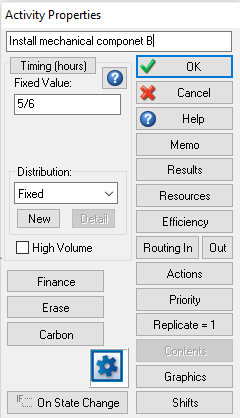 Activity Properties
Install mechanical componet B
Timing (hours)
Fixed Value:
5/6
Distribution:
Fixed
New
Detail
High Volume
Finance
Erase
Carbon
IF
On State Change
OK
Cancel
Help
Memo
Results
Resources
Efficiency
Routing In
Out
Actions
Priority
Replicate = 1
Contents
Graphics
Shifts